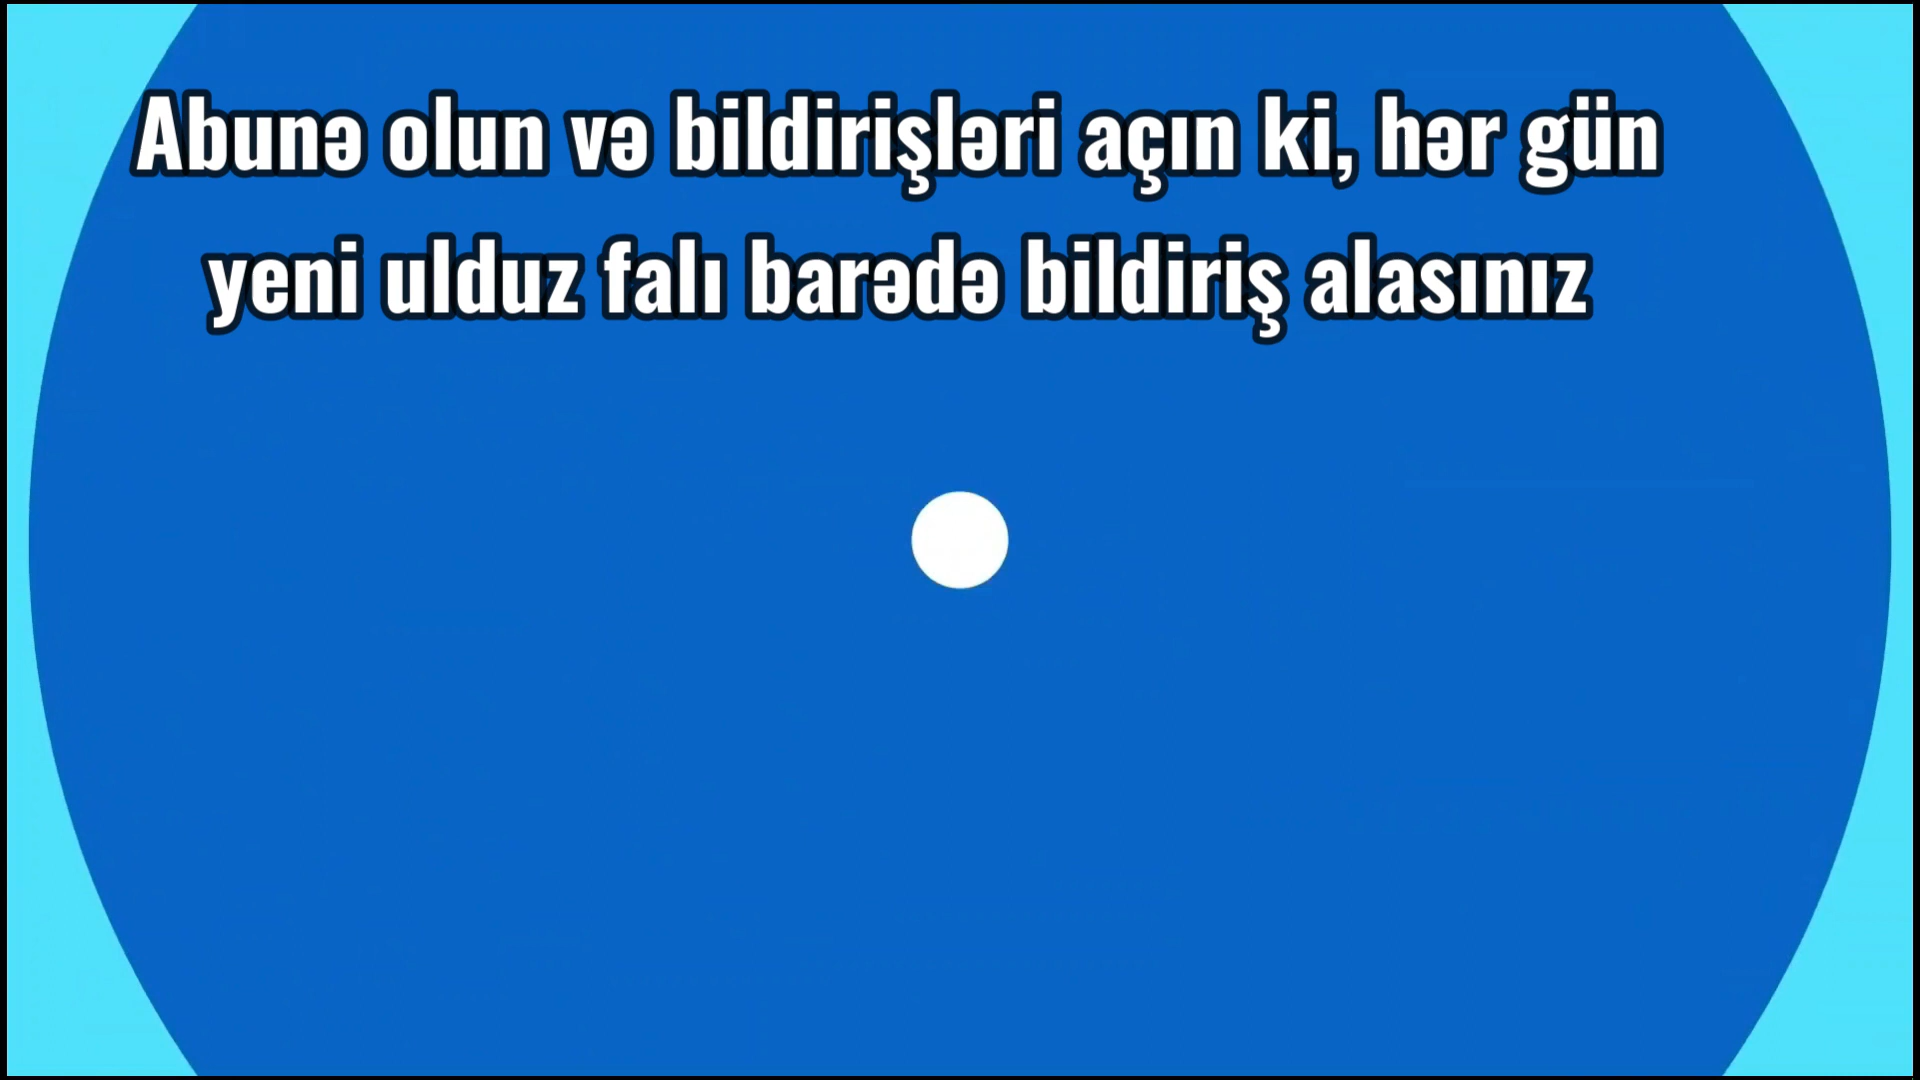 Abunə olun və bildirişləri açın ki, hər gün
yeni ulduz falı barədə bildiriş alasınız